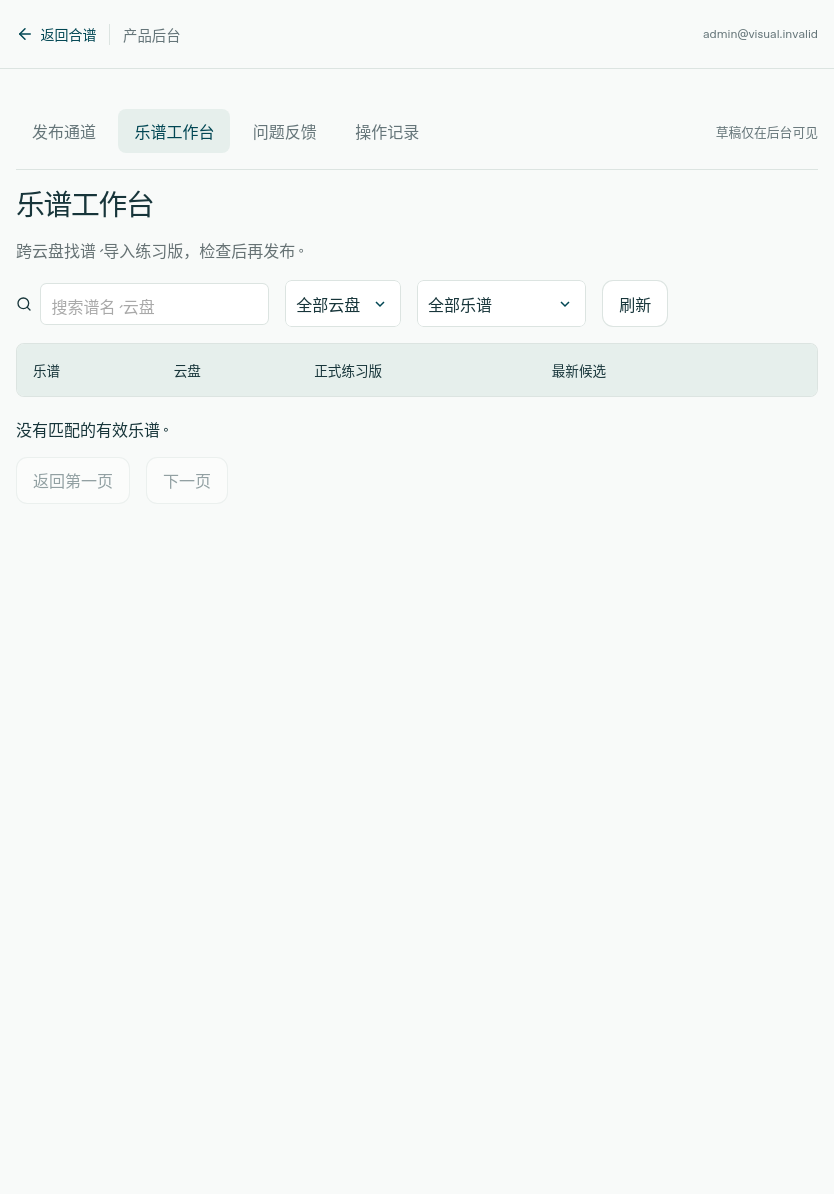 返回合谱 产品后台 admin@visual.invalid
发布通道 乐谱工作台 问题反馈 操作记录 草稿仅在后台可见
乐谱工作台
跨云盘找谱、导入练习版，检查后再发布。
搜索谱名、云盘 全部云盘 全部乐谱 刷新
乐谱 云盘 正式练习版 最新候选
没有匹配的有效乐谱。
返回第一页 下一页